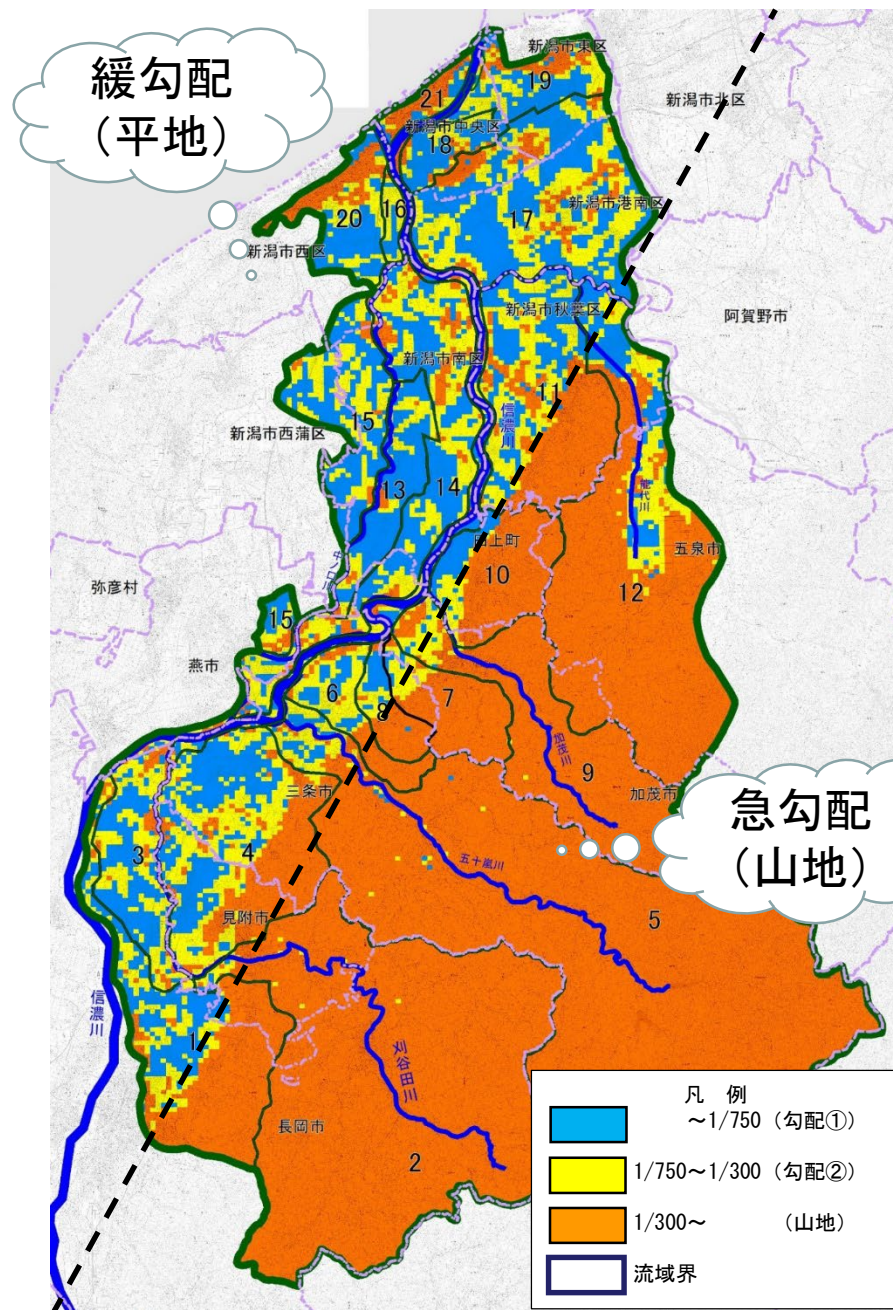 緩勾配
（平地）
新潟市東区
19
新潟市北区
21
新潟市中央区
18
16
新潟市港南区
20
17
新潟市西区
新潟市秋葉区
阿賀野市
新潟市南区
11
15
信濃川
新潟市西蒲区
13
14
能代川
中ノ口川
田上町
五泉市
10
弥彦村
12
15
燕市
6
7
8
加茂川
9
三条市
加茂市
急勾配
（山地）
3
4
五十嵐川
見附市
5
信濃川
1
刈谷田川
長岡市
2
凡　例
～1/750（勾配①）
1/750～1/300（勾配②）
1/300～　　　（山地）
流域界